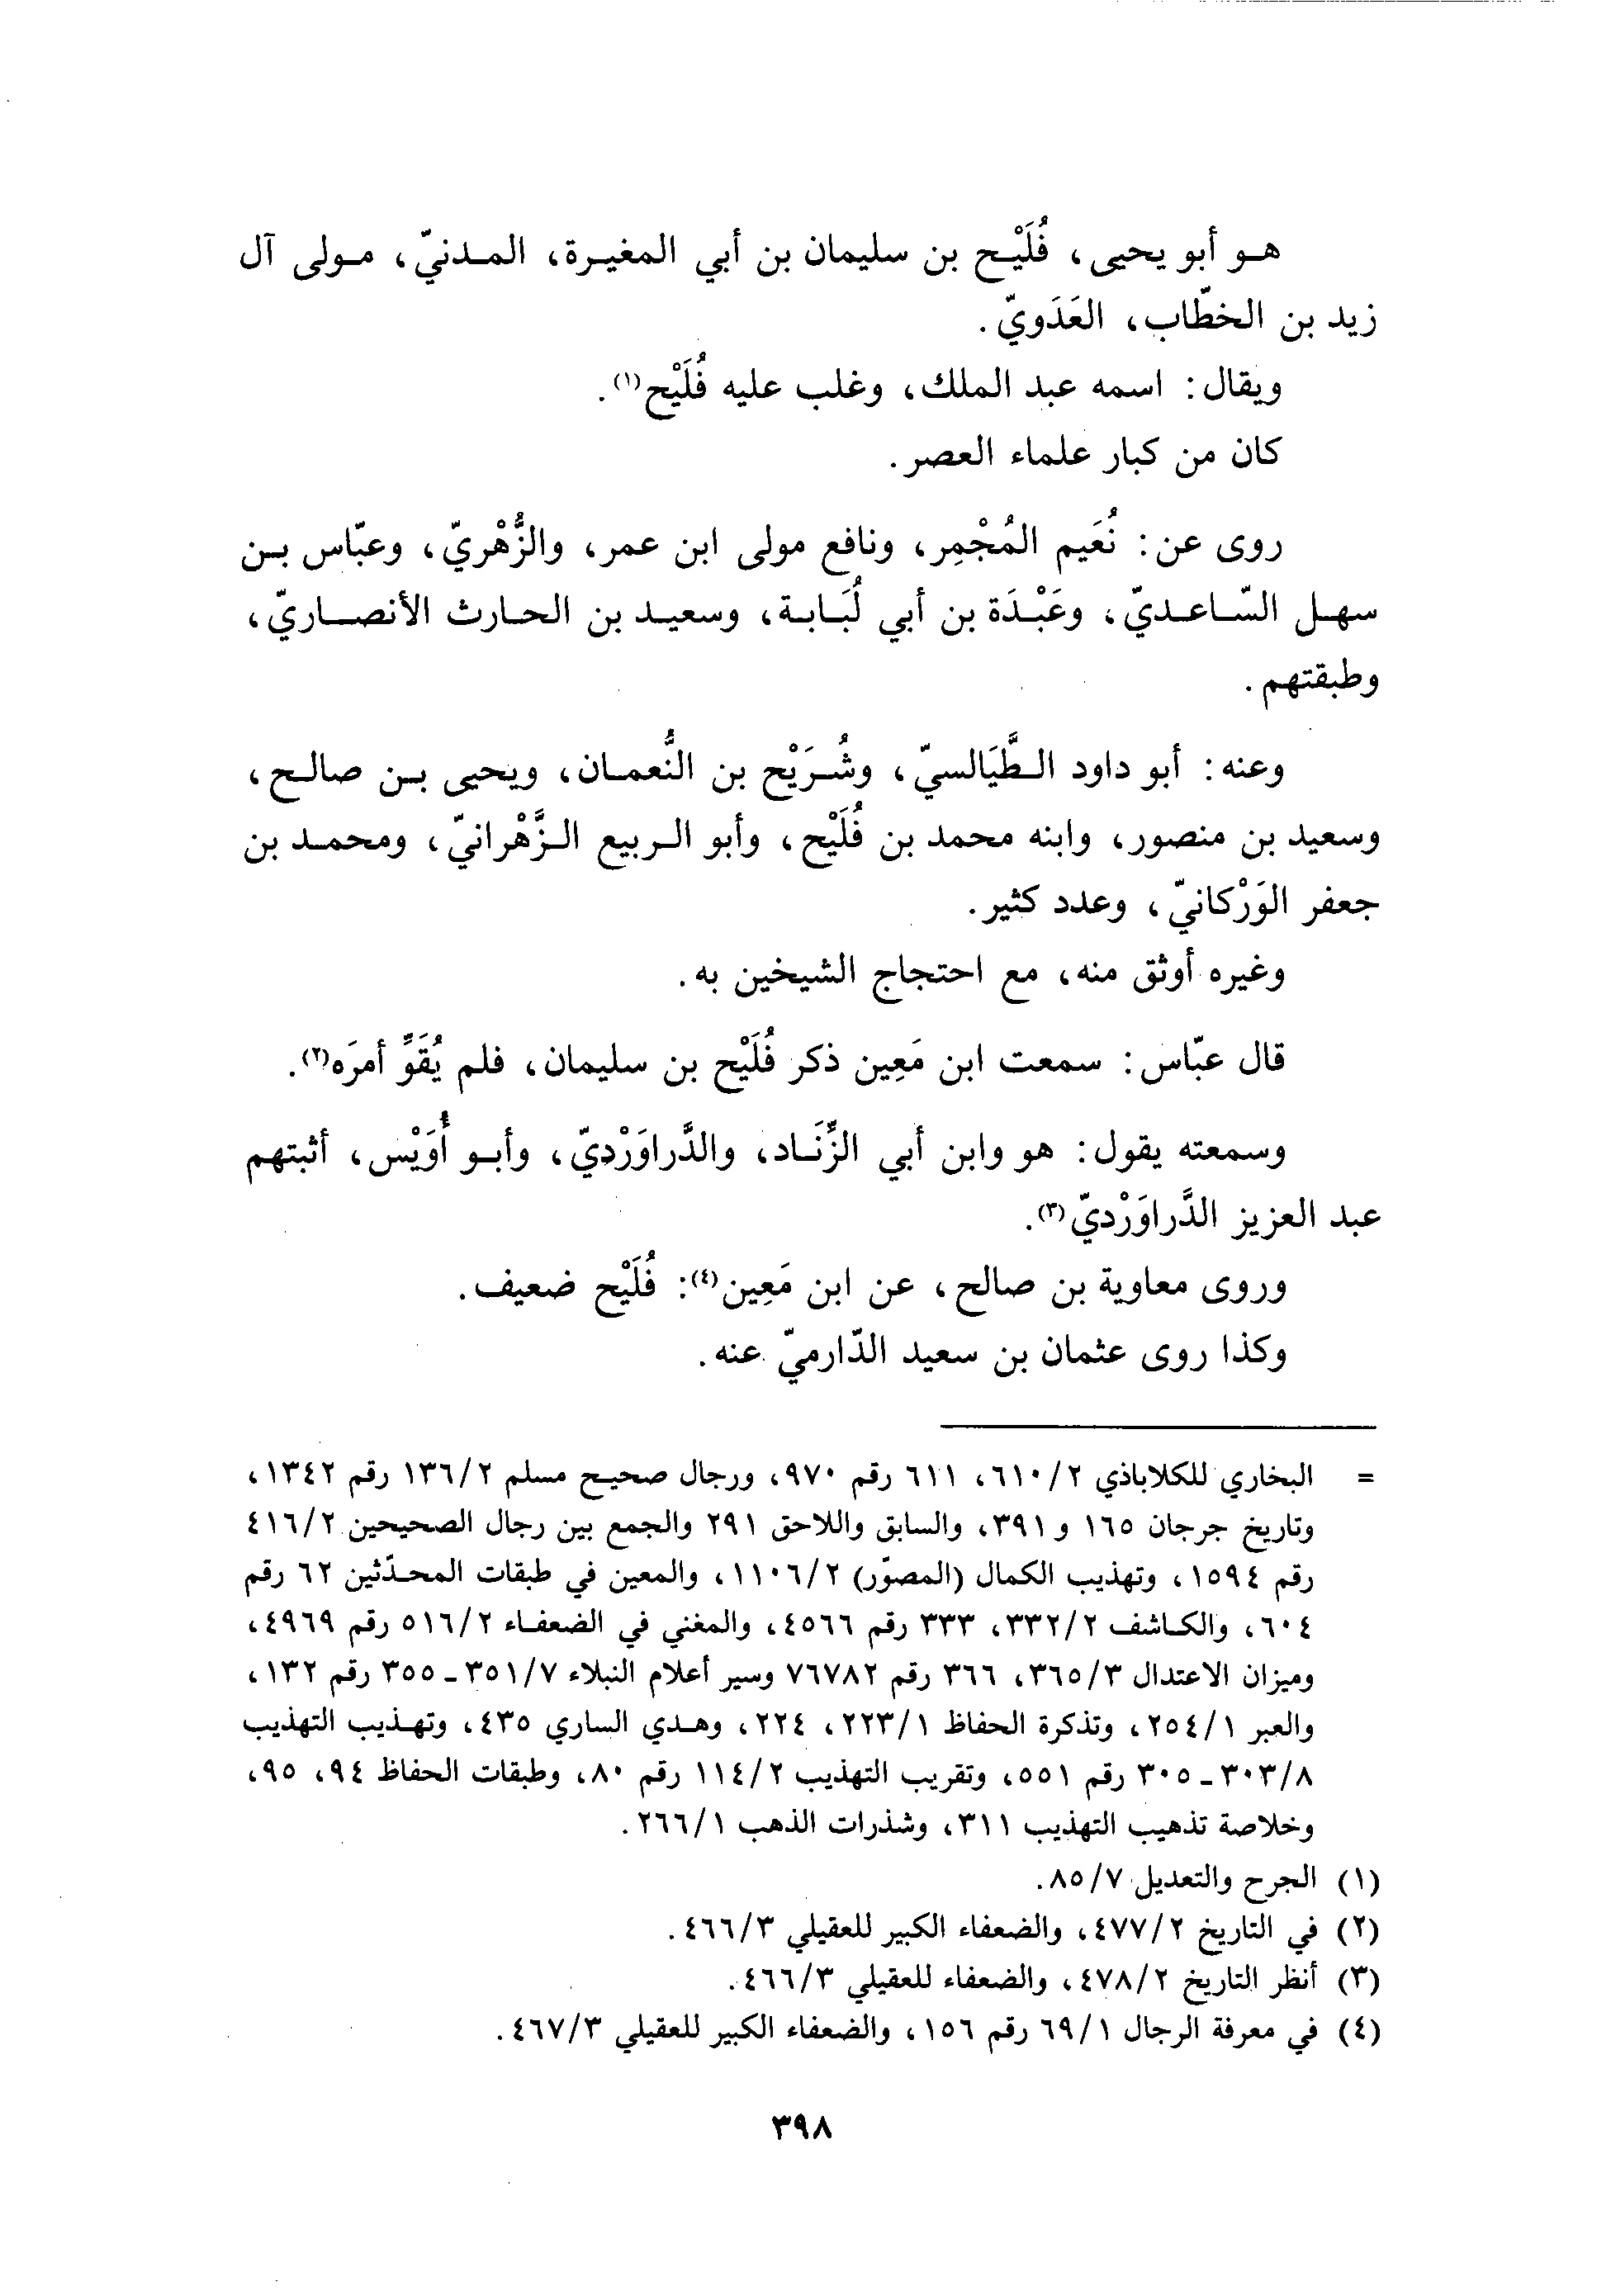 هو أبو يحيى، فُلَيْح بن سليمان بن أبي المغيرة، المدنيّ، مولى آل
زيد بن الخطّاب، العَدَويّ.
ويقال: اسمه عبد الملك، وغلب عليه فُلَيْح(١).
كان من كبار علماء العصر.
روى عن: نُعَيم المُجْمِر، ونافع مولى ابن عمر، والزُّهْريّ، وعبّاس بن
سهل السّاعديّ، وعَبْدَة بن أبي لُبَابة، وسعيد بن الحارث الأنصاريّ،
وطبقتهم.
وعنه: أبو داود الطَّيَالسيّ، وشُرَيْح بن النُّعمان، ويحيى بن صالح،
وسعيد بن منصور، وابنه محمد بن فُلَيْح، وأبو الربيع الزَّهْرانيّ، ومحمد بن
جعفر الوَرْكانيّ، وعدد كثير.
وغيره أوثق منه، مع احتجاج الشيخين به.
قال عبّاس: سمعت ابن مَعِين ذكر فُلَيْح بن سليمان، فلم يُقَوِّ أمرَه(٢).
وسمعته يقول: هو وابن أبي الزِّنَاد، والدَّراوَرْديّ، وأبو أُوَيْس، أثبتهم
عبد العزيز الدَّراوَرْديّ(٣).
وروى معاوية بن صالح، عن ابن مَعِين(٤): فُلَيْح ضعيف.
وكذا روى عثمان بن سعيد الدّارميّ عنه.
= البخاري للكلاباذي ٦١٠/٢، ٦١١ رقم ٩٧٠، ورجال صحيح مسلم ١٣٦/٢ رقم ١٣٤٢،
وتاريخ جرجان ١٦٥ و٣٩١، والسابق واللاحق ٢٩١ والجمع بين رجال الصحيحين ٤١٦/٢
رقم ١٥٩٤، وتهذيب الكمال (المصوّر) ١١٠٦/٢، والمعين في طبقات المحدّثين ٦٢ رقم
٦٠٤، والكاشف ٣٣٢/٢، ٣٣٣ رقم ٤٥٦٦، والمغني في الضعفاء ٥١٦/٢ رقم ٤٩٦٩،
وميزان الاعتدال ٣٦٥/٣، ٣٦٦ رقم ٧٦٧٨٢ وسير أعلام النبلاء ٣٥١/٧ ـ ٣٥٥ رقم ١٣٢،
والعبر ٢٥٤/١، وتذكرة الحفاظ ٢٢٣/١، ٢٢٤، وهدي الساري ٤٣٥، وتهذيب التهذيب
٣٠٣/٨ ـ ٣٠٥ رقم ٥٥١، وتقريب التهذيب ١١٤/٢ رقم ٨٠، وطبقات الحفاظ ٩٤، ٩٥،
وخلاصة تذهيب التهذيب ٣١١، وشذرات الذهب ٢٦٦/١.
(١) الجرح والتعديل ٨٥/٧.
(٢) في التاريخ ٤٧٧/٢، والضعفاء الكبير للعقيلي ٤٦٦/٣.
(٣) أنظر التاريخ ٤٧٨/٢، والضعفاء للعقيلي ٤٦٦/٣.
(٤) في معرفة الرجال ٦٩/١ رقم ١٥٦، والضعفاء الكبير للعقيلي ٤٦٧/٣.
٣٩٨